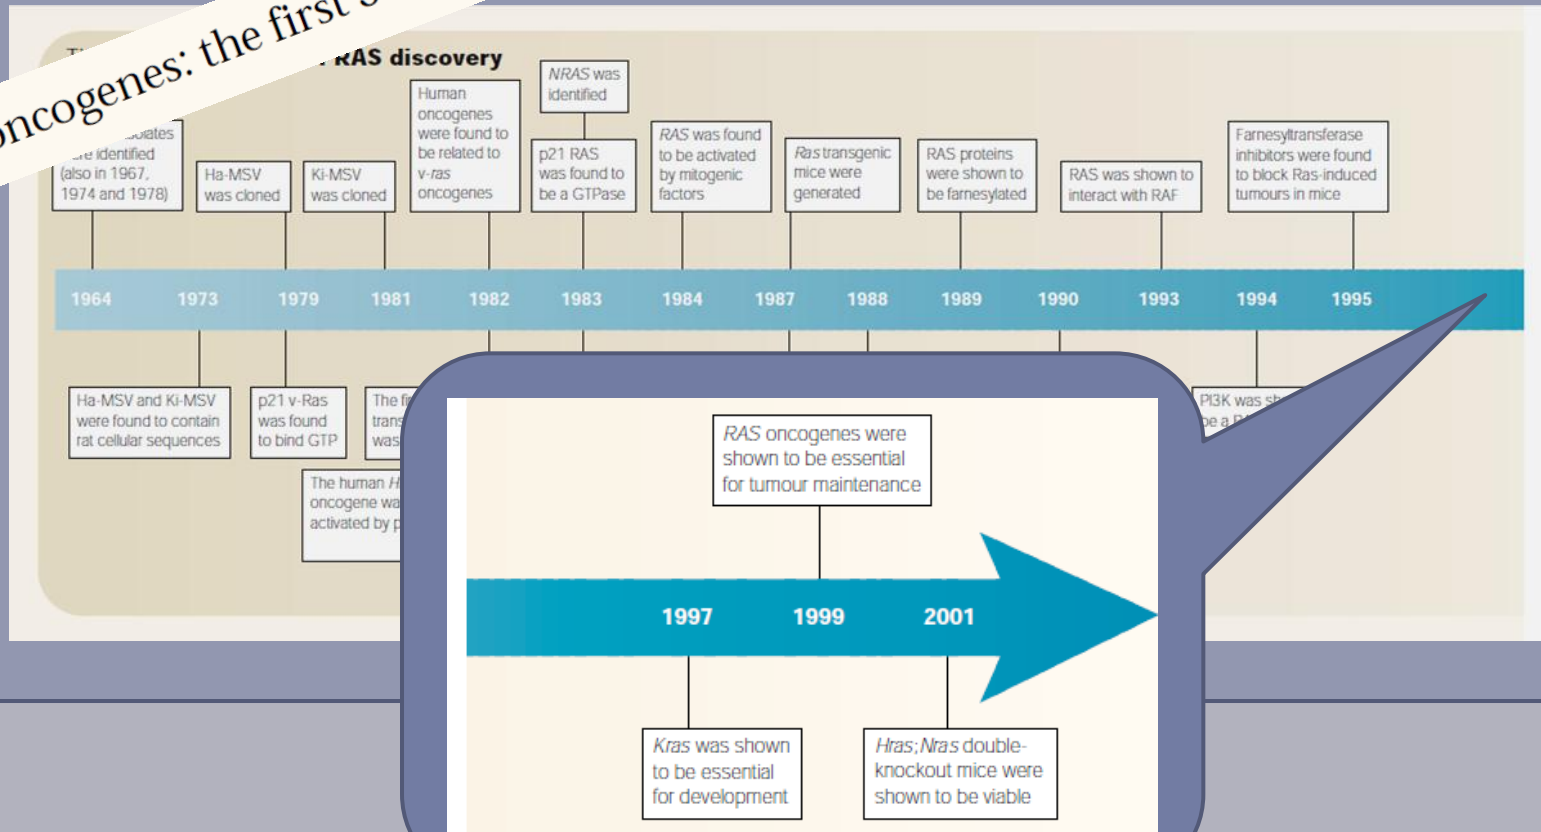 oncogenes: the first
RAS discovery
were identified
(also in 1967,
1974 and 1978)
Ha-MSV
was cloned
Ki-MSV
was cloned
Human
oncogenes
were found to
be related to
v-ras
oncogenes
NRAS was
identified
p21 RAS
was found to
be a GTPase
RAS was found
to be activated
by mitogenic
factors
Ras transgenic
mice were
generated
RAS proteins
were shown to
be farnesylated
RAS was shown to
interact with RAF
Farnesyltransferase
inhibitors were found
to block Ras-induced
tumours in mice
1964 1973 1979 1981 1982 1983 1984 1987 1988 1989 1990 1993 1994 1995
Ha-MSV and Ki-MSV
were found to contain
rat cellular sequences
p21 v-Ras
was found
to bind GTP
The
was
The human
oncogene
activated by
PI3K was
be a
RAS oncogenes were
shown to be essential
for tumour maintenance
1997 1999 2001
Kras was shown
to be essential
for development
Hras;Nras double-
knockout mice were
shown to be viable